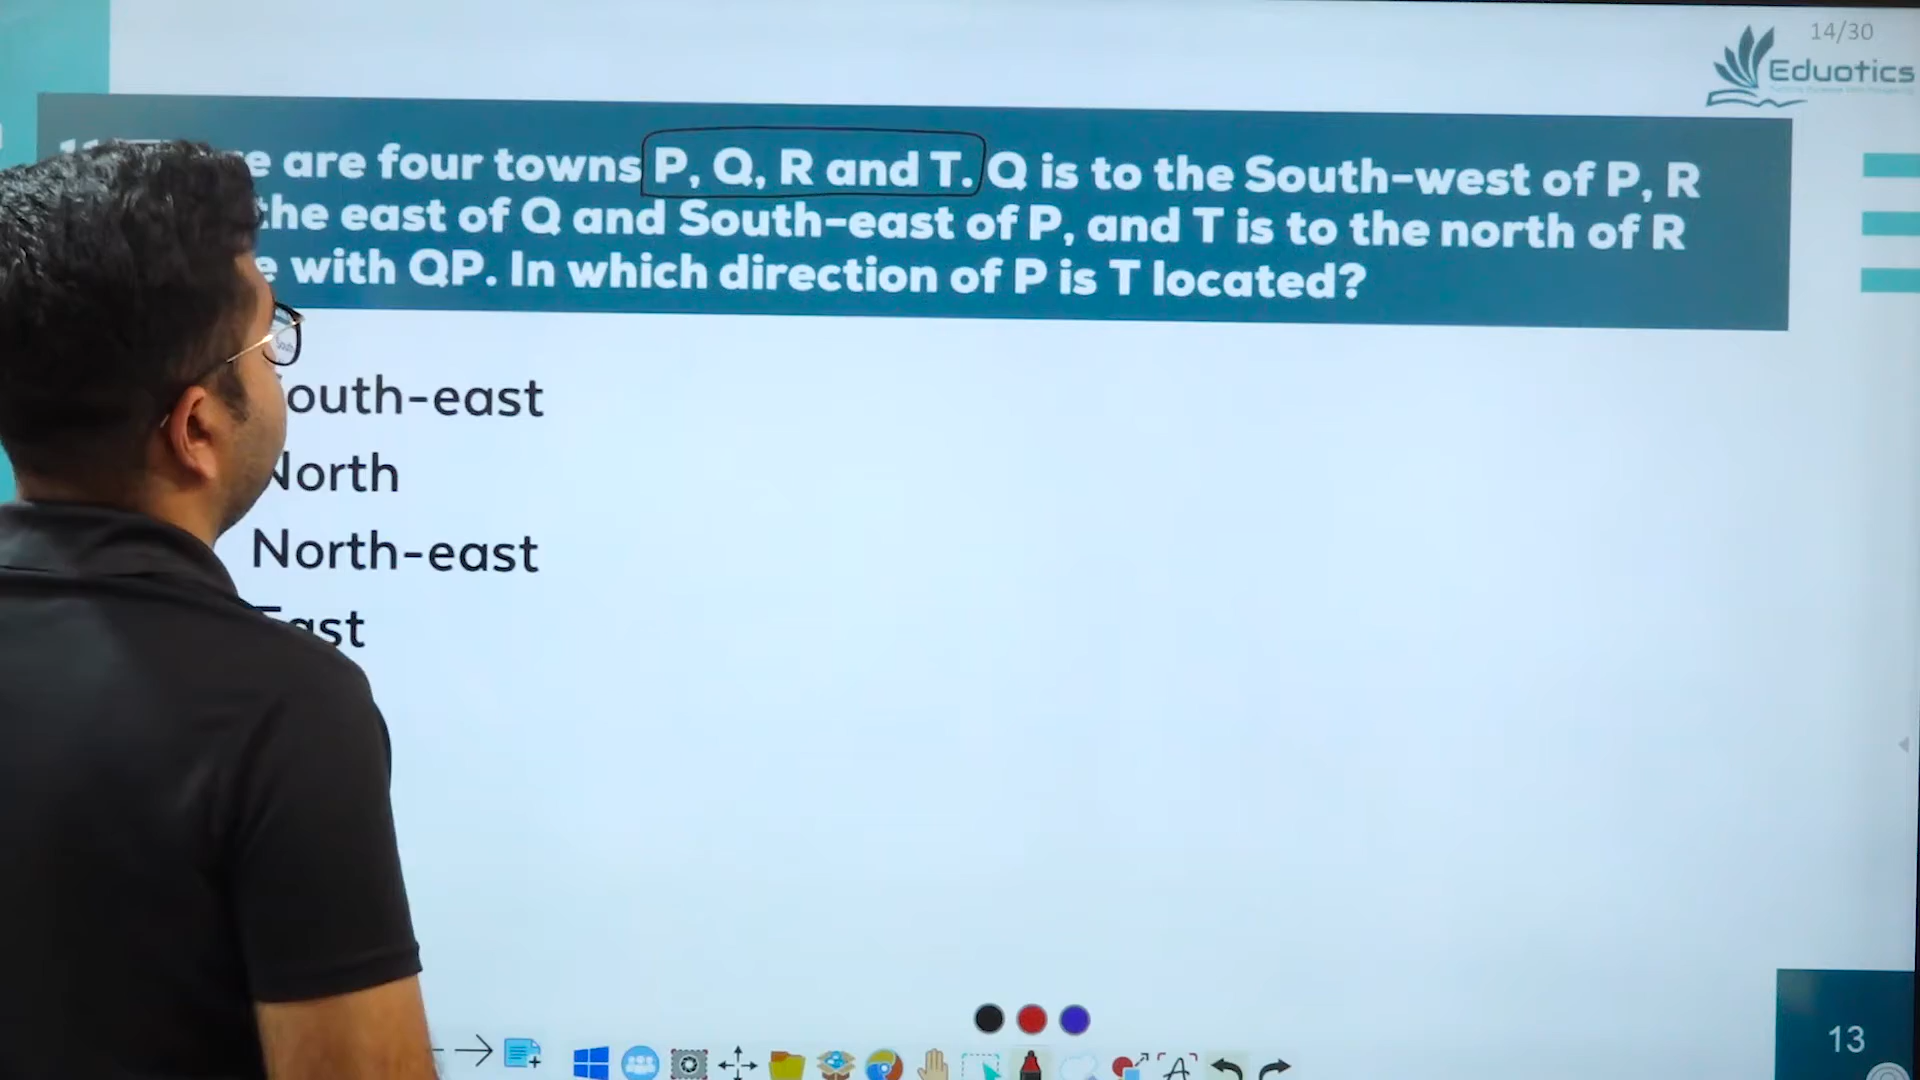 14/30
Eduotics
are four towns P, Q, R and T. Q is to the South-west of P, R
the east of Q and South-east of P, and T is to the north of R
with QP. In which direction of P is T located?
South-east
North
North-east
East
13